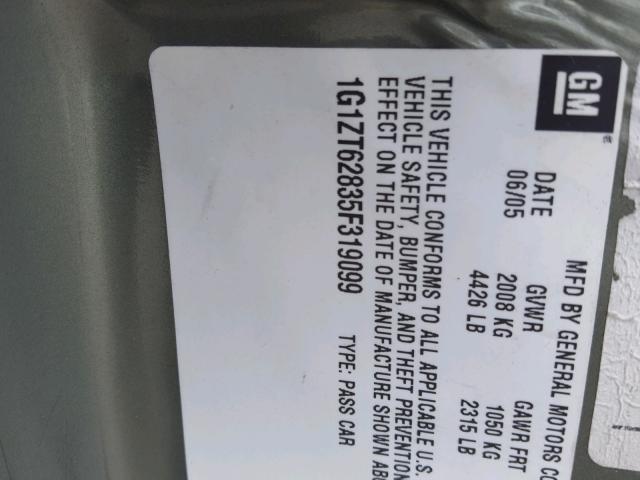 GM
MFD BY GENERAL MOTORS CO
DATE GVWR GAWR FRT
06/05 2008 KG 1050 KG
4426 LB 2315 LB
THIS VEHICLE CONFORMS TO ALL APPLICABLE U.S.
VEHICLE SAFETY, BUMPER, AND THEFT PREVENTION
EFFECT ON THE DATE OF MANUFACTURE SHOWN ABO
1G1ZT62835F319099 TYPE: PASS CAR